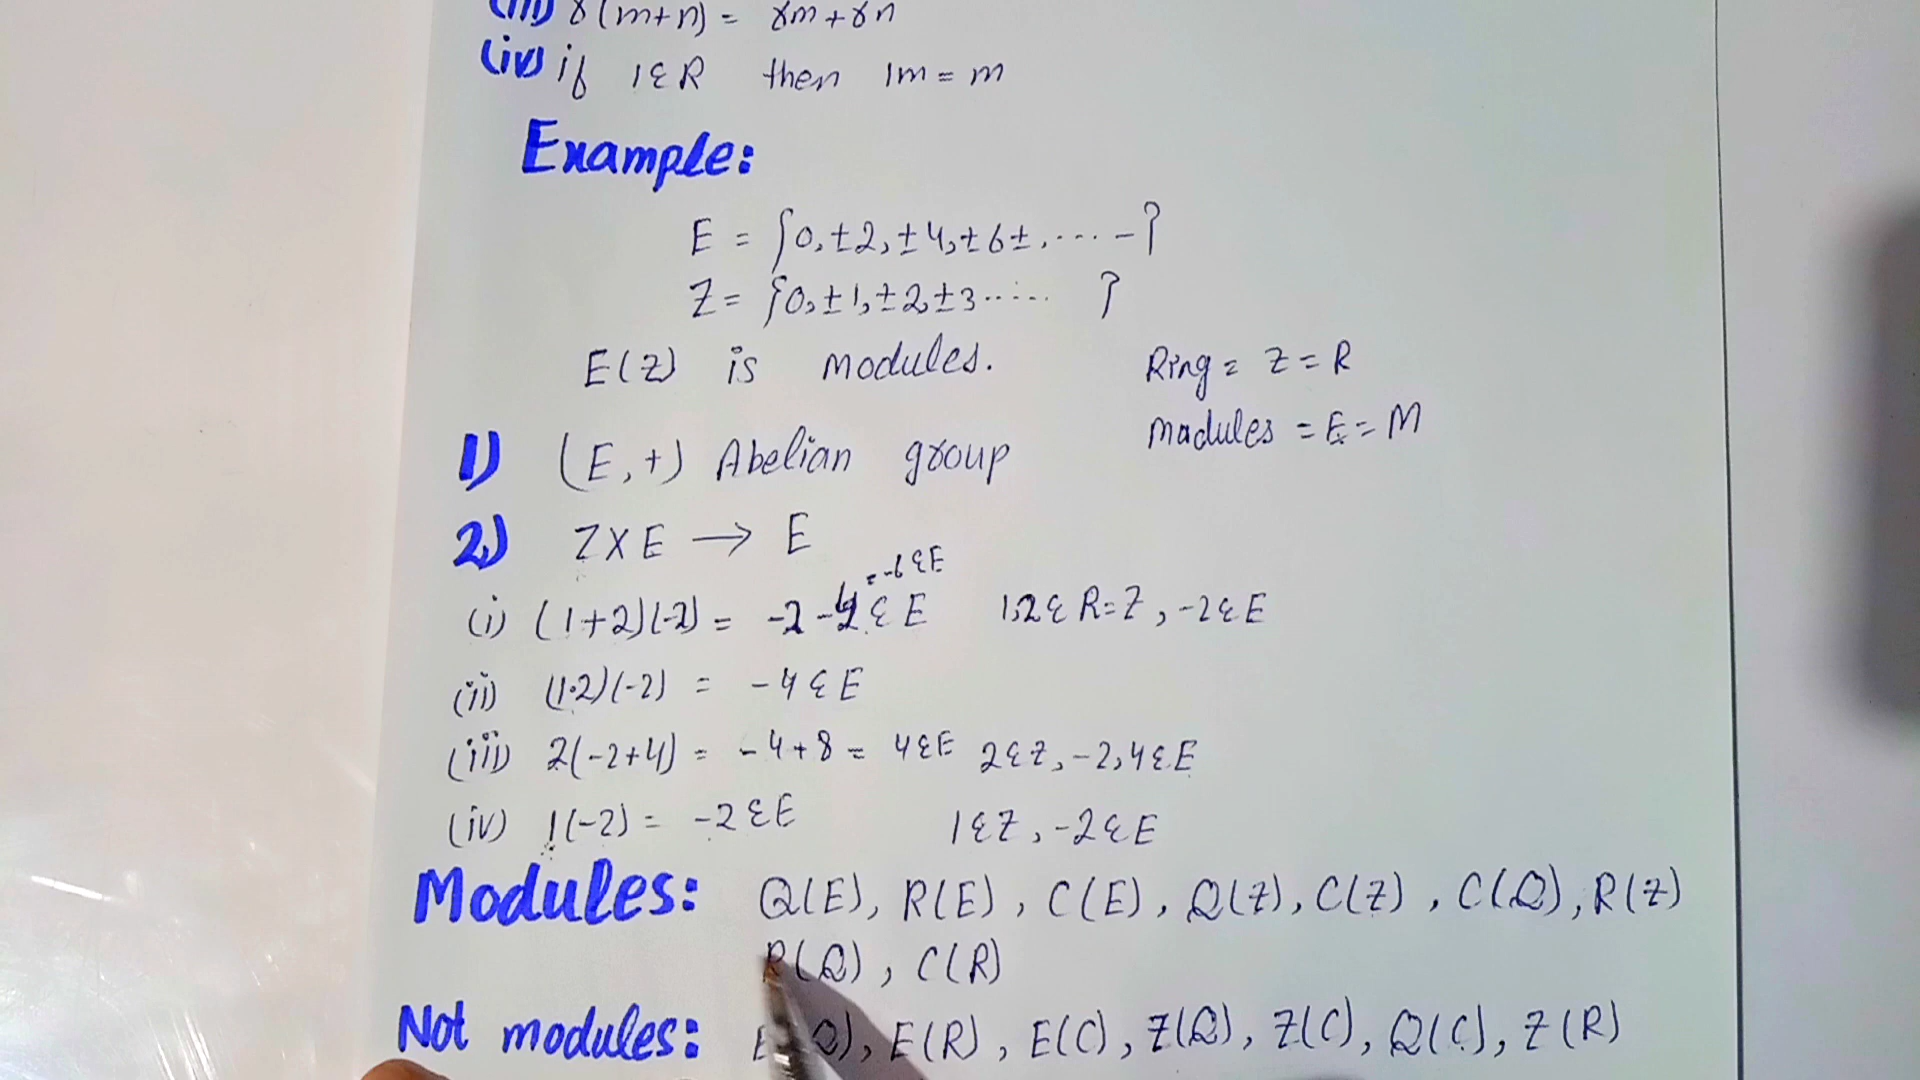 (iii) r(m+n) = rm+rn
(iv) if 1∈R then 1m = m
Example:
E = {0, ±2, ±4, ±6 ±, ..... -}
Z = {0, ±1, ±2, ±3 ..... }
E(Z) is modules.
Ring = Z = R
modules = E = M
1) (E, +) Abelian group
2) Z X E → E
(i) (1+2)(-2) = -2 -4 ∈ E = -6 ∈ E 1,2 ∈ R=Z, -2 ∈ E
(ii) (1·2)(-2) = -4 ∈ E
(iii) 2(-2+4) = -4+8 = 4 ∈ E 2 ∈ Z, -2, 4 ∈ E
(iv) 1(-2) = -2 ∈ E 1 ∈ Z, -2 ∈ E
Modules: Q(E), R(E), C(E), Q(Z), C(Z), C(Q), R(Z)
R(Q), C(R)
Not modules: E(Q), E(R), E(C), Z(Q), Z(C), Q(C), Z(R)